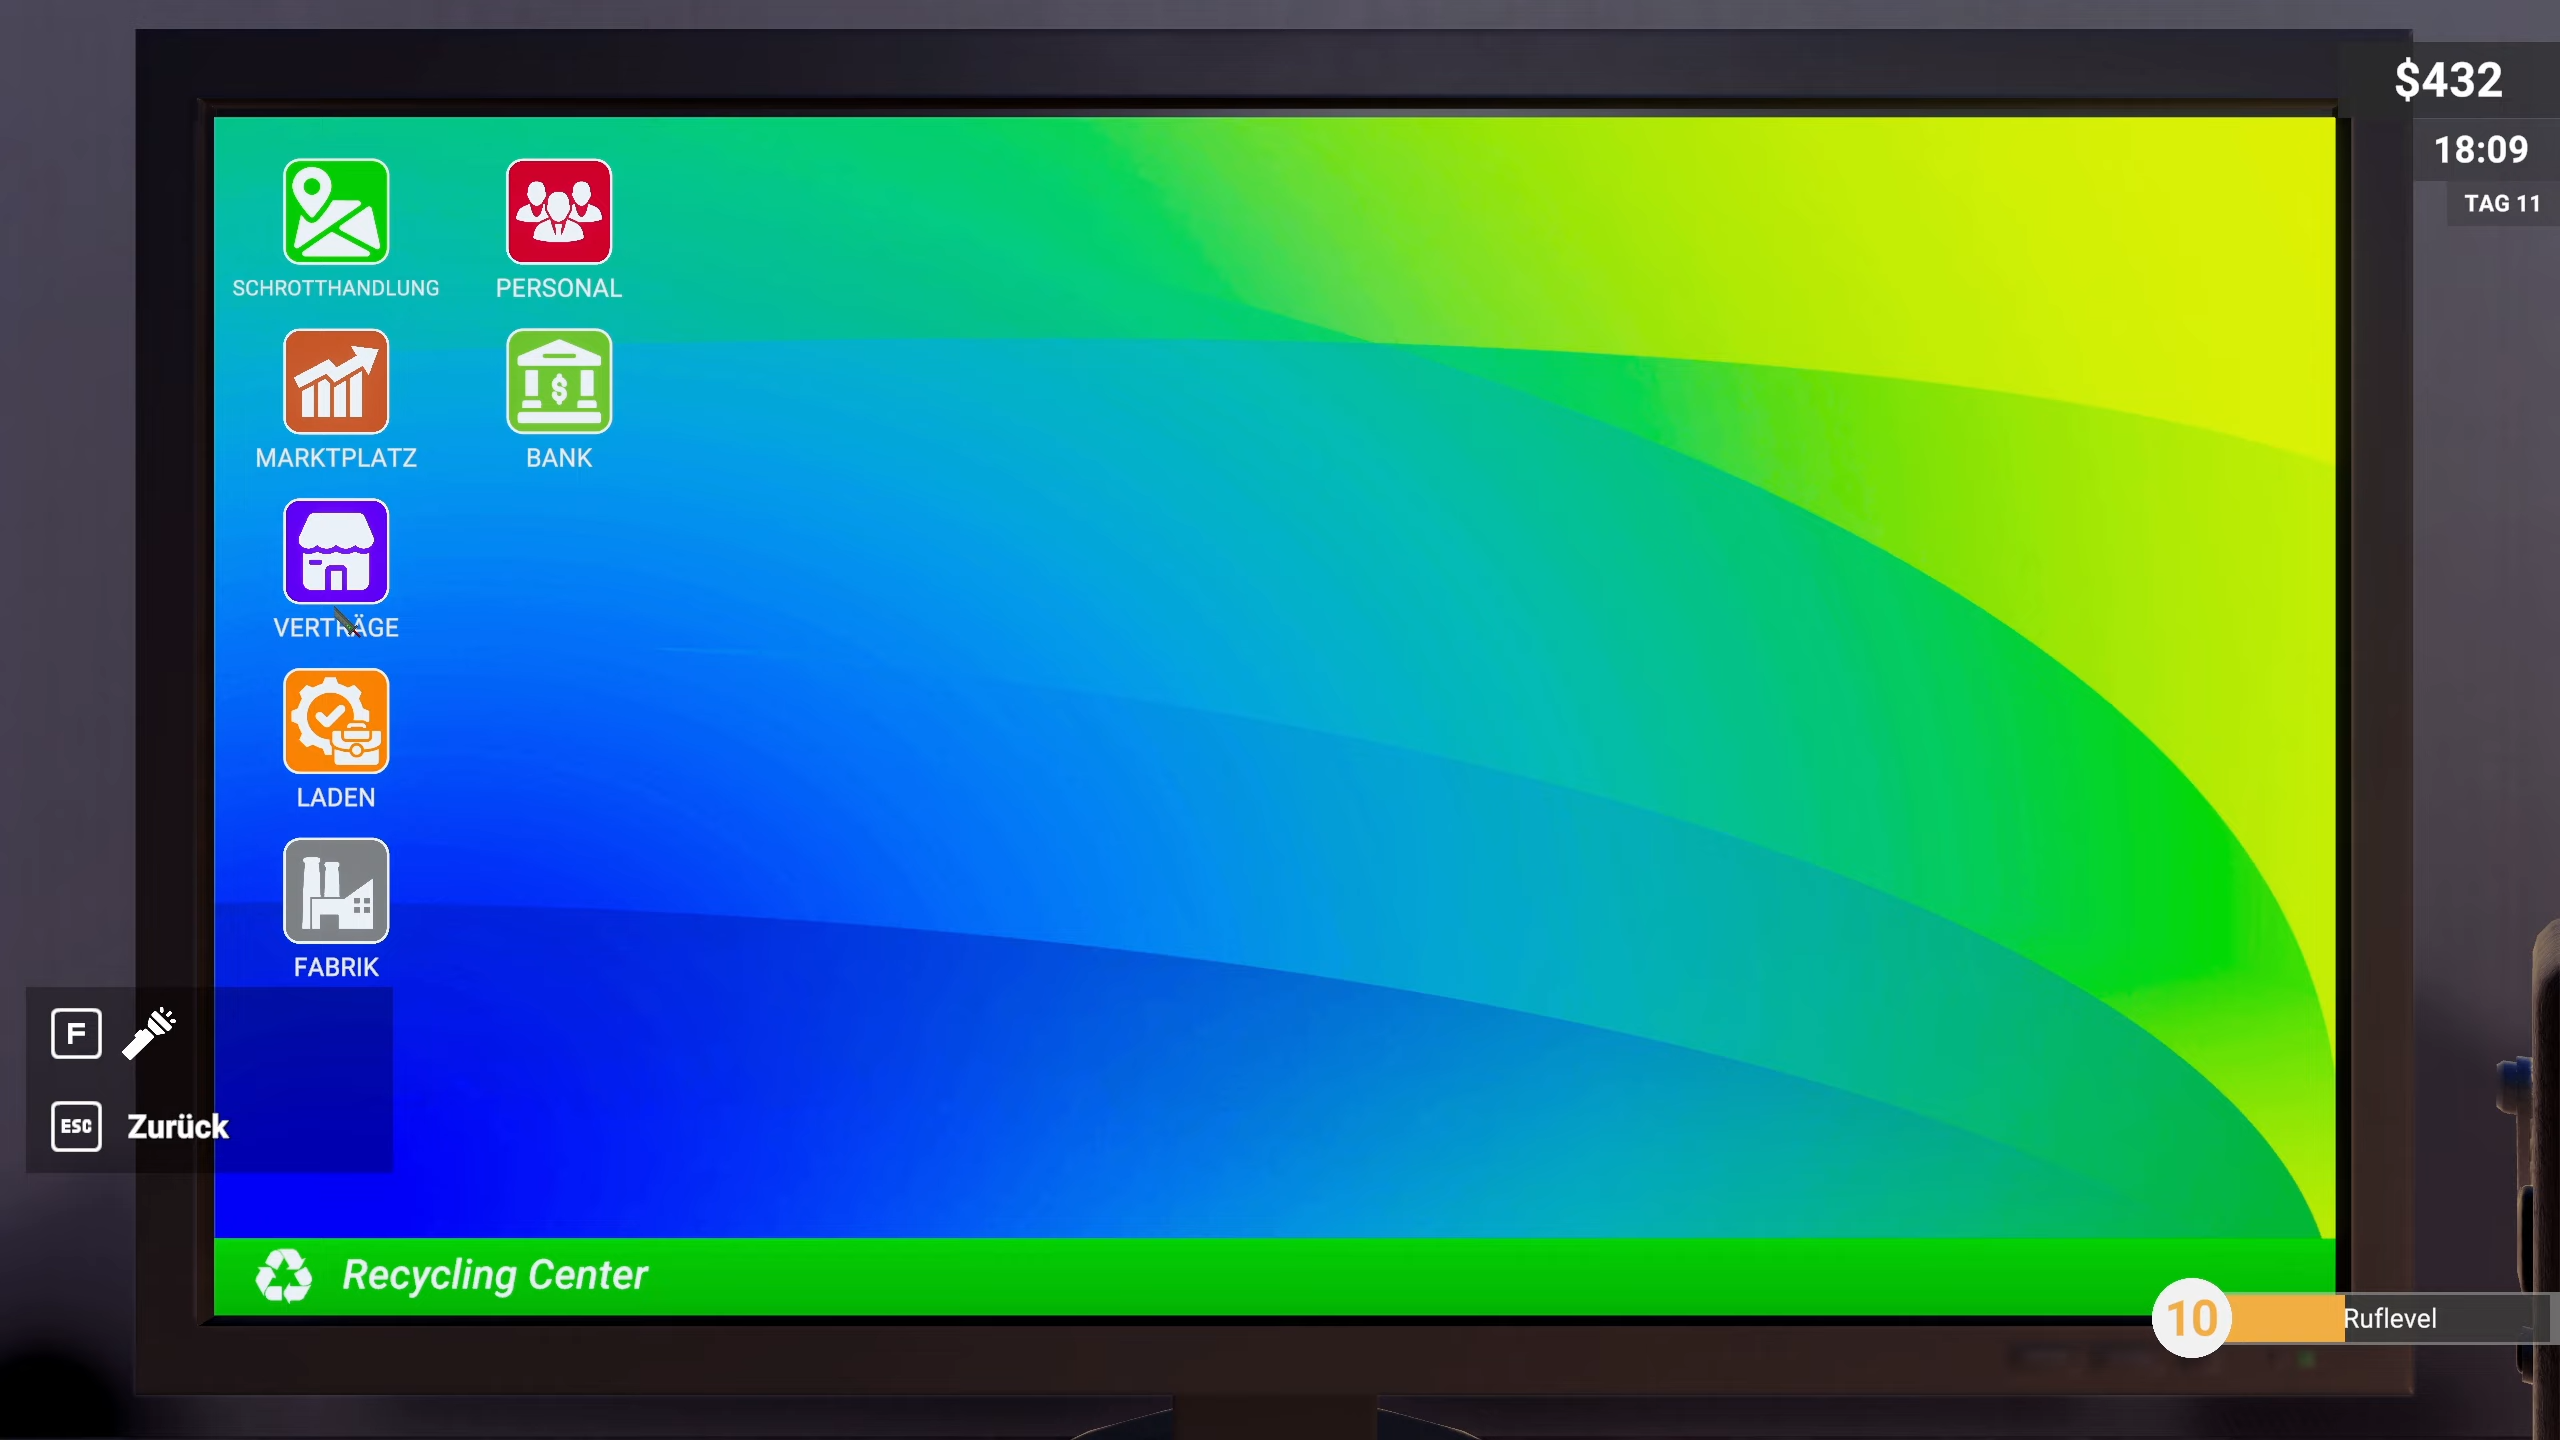 $432
18:09
TAG 11
SCHROTTHANDLUNG
PERSONAL
MARKTPLATZ
BANK
VERTRÄGE
LADEN
FABRIK
F
ESC Zurück
Recycling Center
10 Ruflevel